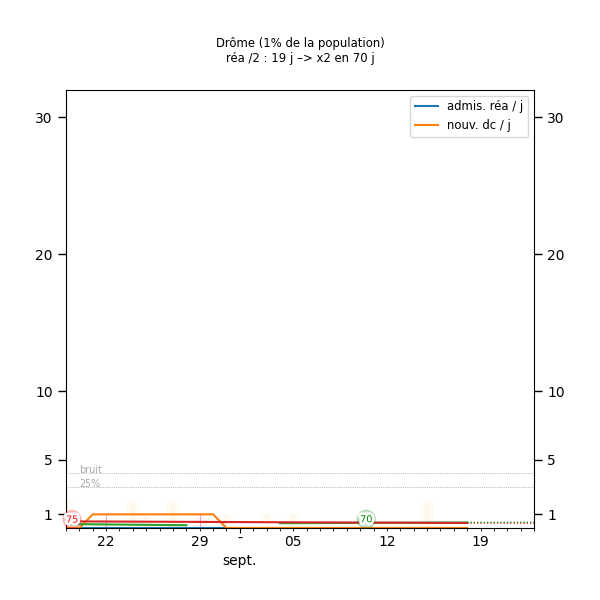 Drôme (1% de la population)
réa /2 : 19 j –> x2 en 70 j
admis. réa / j
nouv. dc / j
30 30
20 20
10 10
5 5
bruit
25%
1 1
75 70
22 29 - 05 12 19
sept.